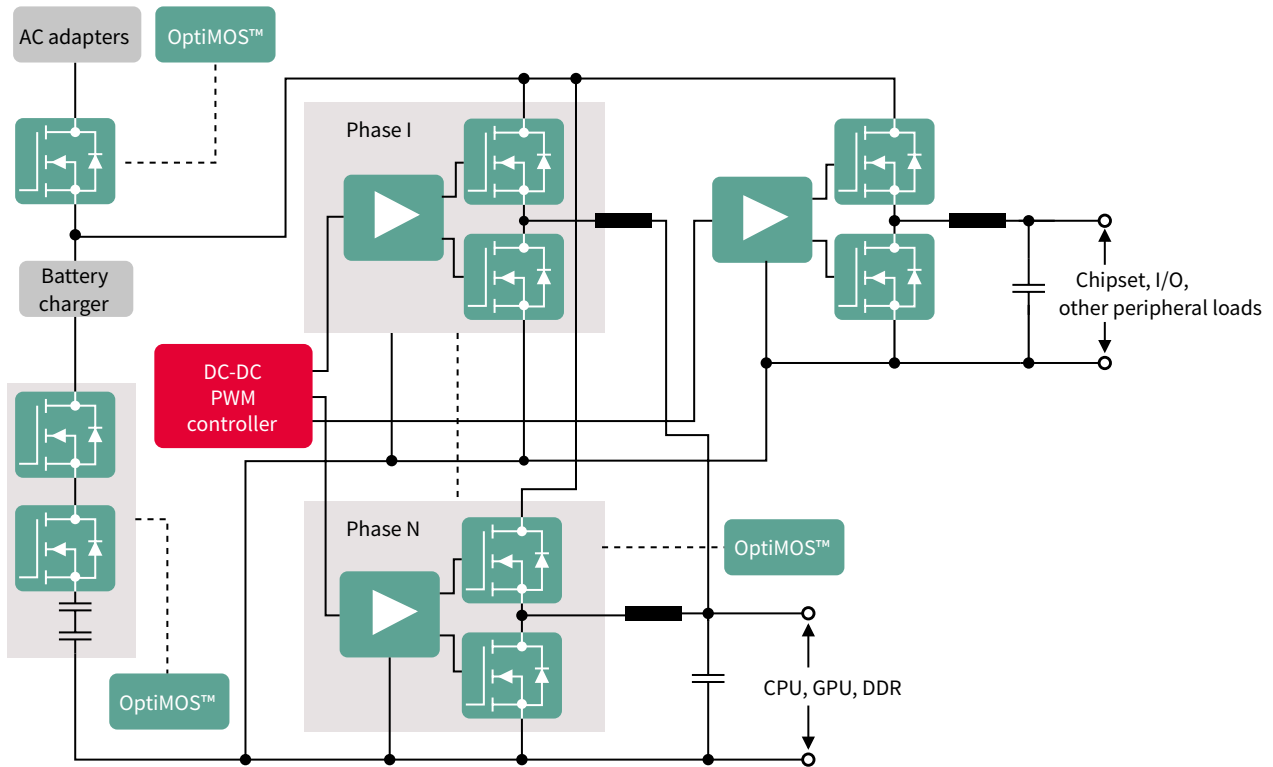 AC adapters
OptiMOS™
Phase I
Battery
charger
Chipset, I/O,
other peripheral loads
DC-DC
PWM
controller
Phase N
OptiMOS™
OptiMOS™
CPU, GPU, DDR